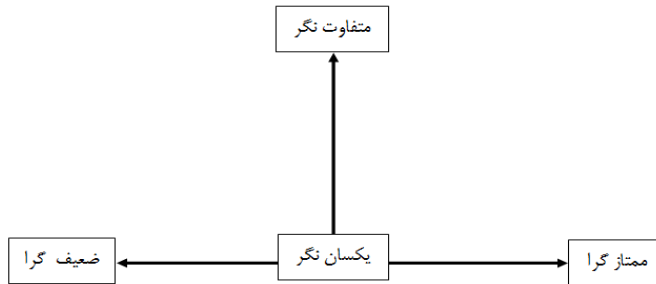 متفاوت نگر
ممتاز گرا
یکسان نگر
ضعیف گرا